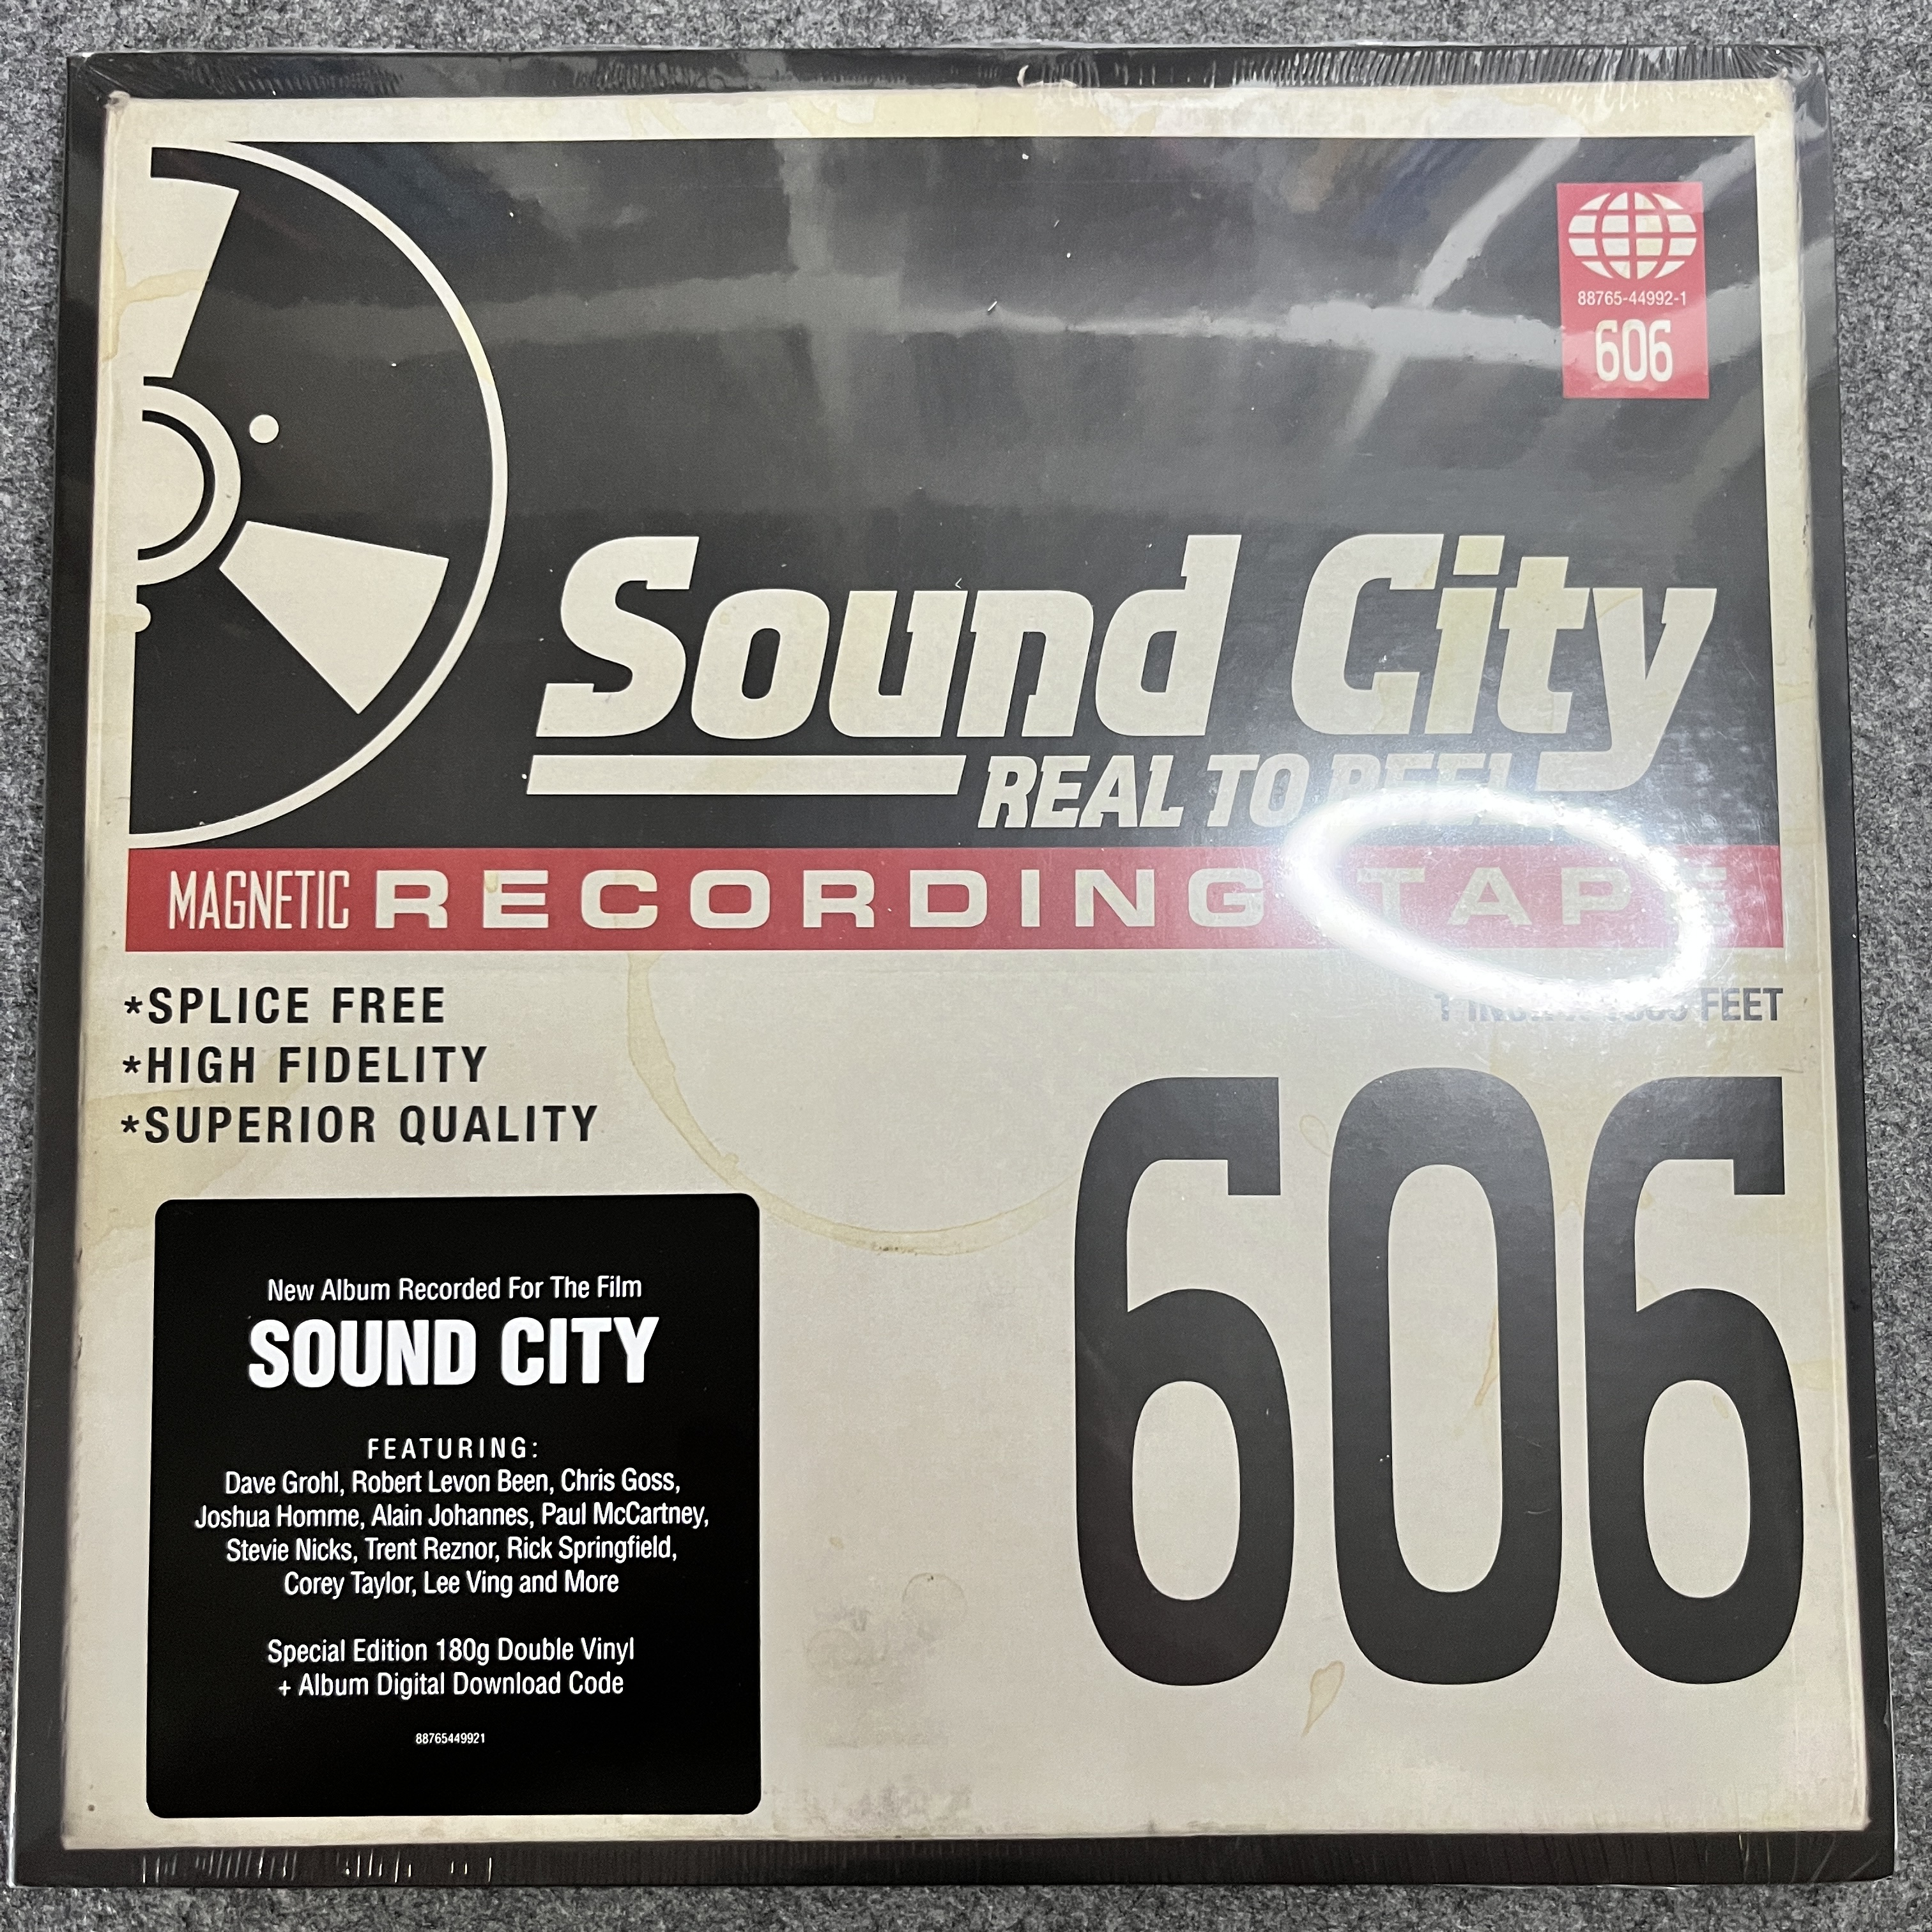 88765-44992-1
606
Sound City
REAL TO REEL
MAGNETIC RECORDING TAPE
*SPLICE FREE
*HIGH FIDELITY
*SUPERIOR QUALITY
FEET
606
New Album Recorded For The Film
SOUND CITY
FEATURING:
Dave Grohl, Robert Levon Been, Chris Goss,
Joshua Homme, Alain Johannes, Paul McCartney,
Stevie Nicks, Trent Reznor, Rick Springfield,
Corey Taylor, Lee Ving and More
Special Edition 180g Double Vinyl
+ Album Digital Download Code
88765449921